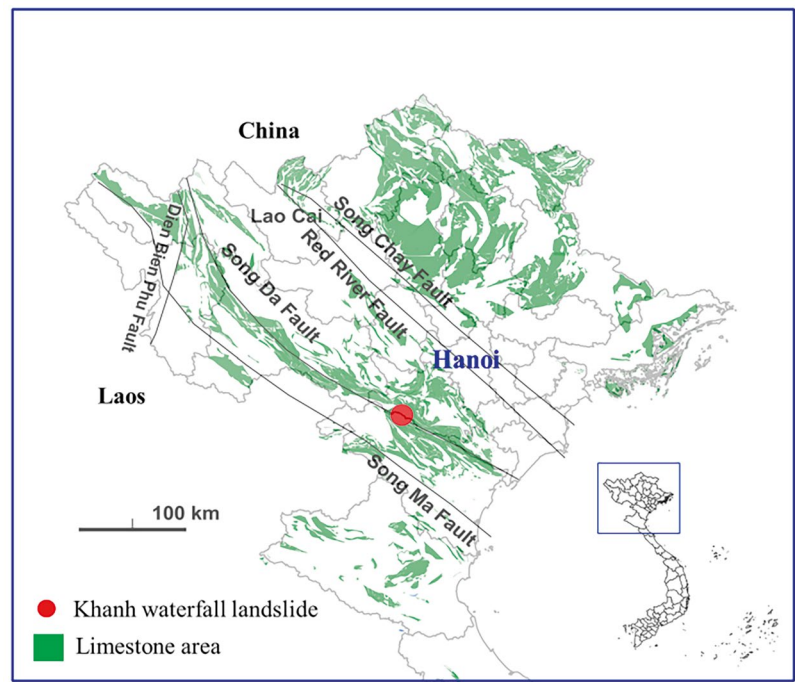 China
Lao Cai
Song Chay Fault
Dien Bien Phu Fault
Red River Fault
Song Da Fault
Hanoi
Laos
Song Ma Fault
100 km
Khanh waterfall landslide
Limestone area